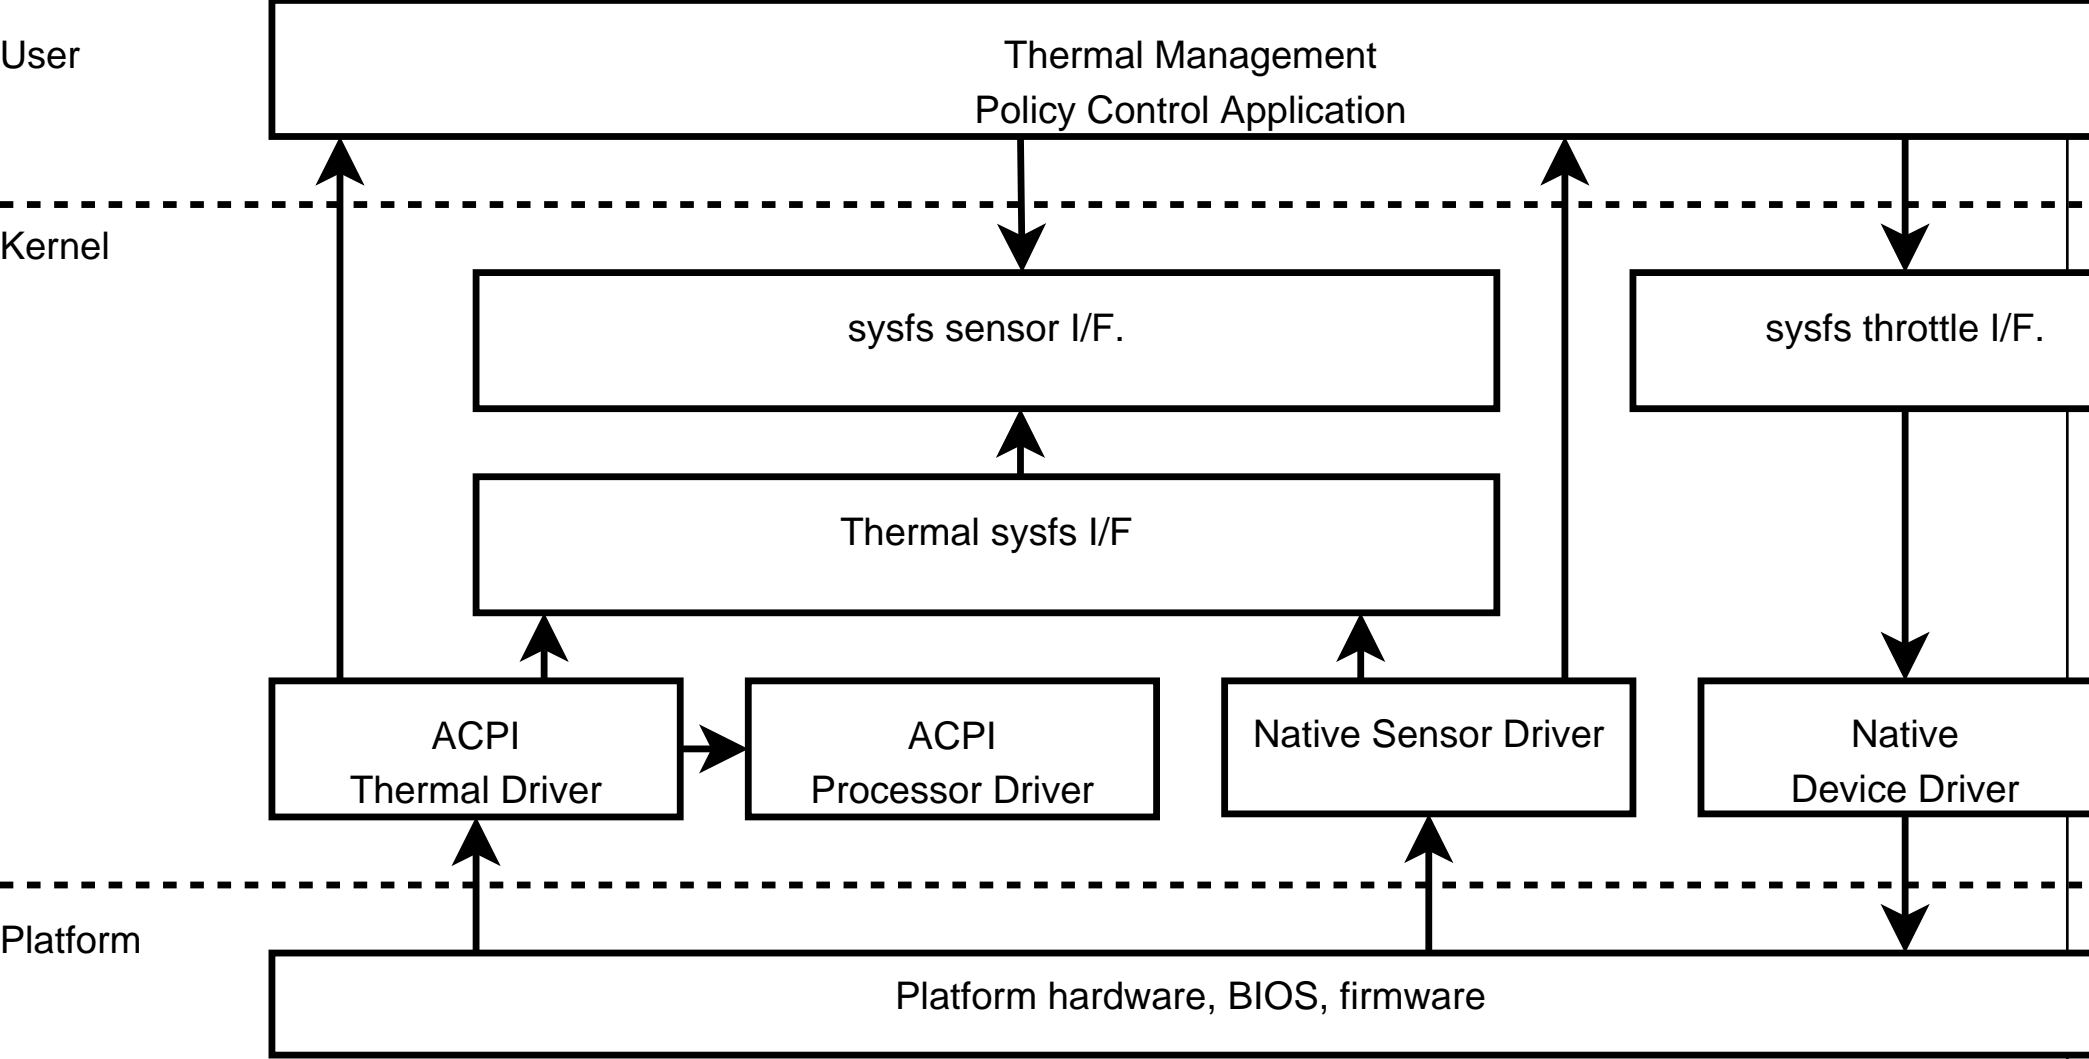 User
Thermal Management
Policy Control Application
Kernel
sysfs sensor I/F.
sysfs throttle I/F.
Thermal sysfs I/F
ACPI
Thermal Driver
ACPI
Processor Driver
Native Sensor Driver
Native
Device Driver
Platform
Platform hardware, BIOS, firmware